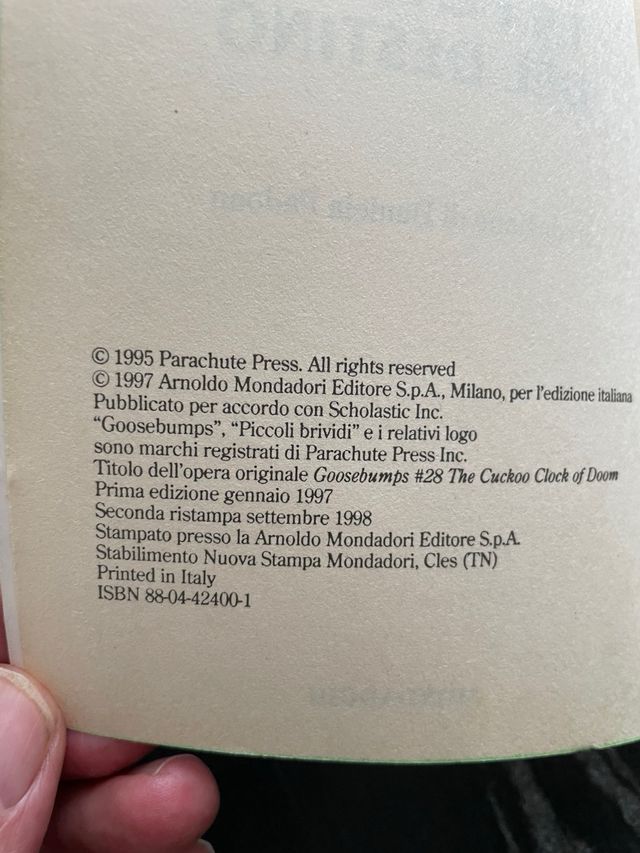 © 1995 Parachute Press. All rights reserved
© 1997 Arnoldo Mondadori Editore S.p.A., Milano, per l'edizione italiana
Pubblicato per accordo con Scholastic Inc.
“Goosebumps”, “Piccoli brividi” e i relativi logo
sono marchi registrati di Parachute Press Inc.
Titolo dell'opera originale Goosebumps #28 The Cuckoo Clock of Doom
Prima edizione gennaio 1997
Seconda ristampa settembre 1998
Stampato presso la Arnoldo Mondadori Editore S.p.A.
Stabilimento Nuova Stampa Mondadori, Cles (TN)
Printed in Italy
ISBN 88-04-42400-1